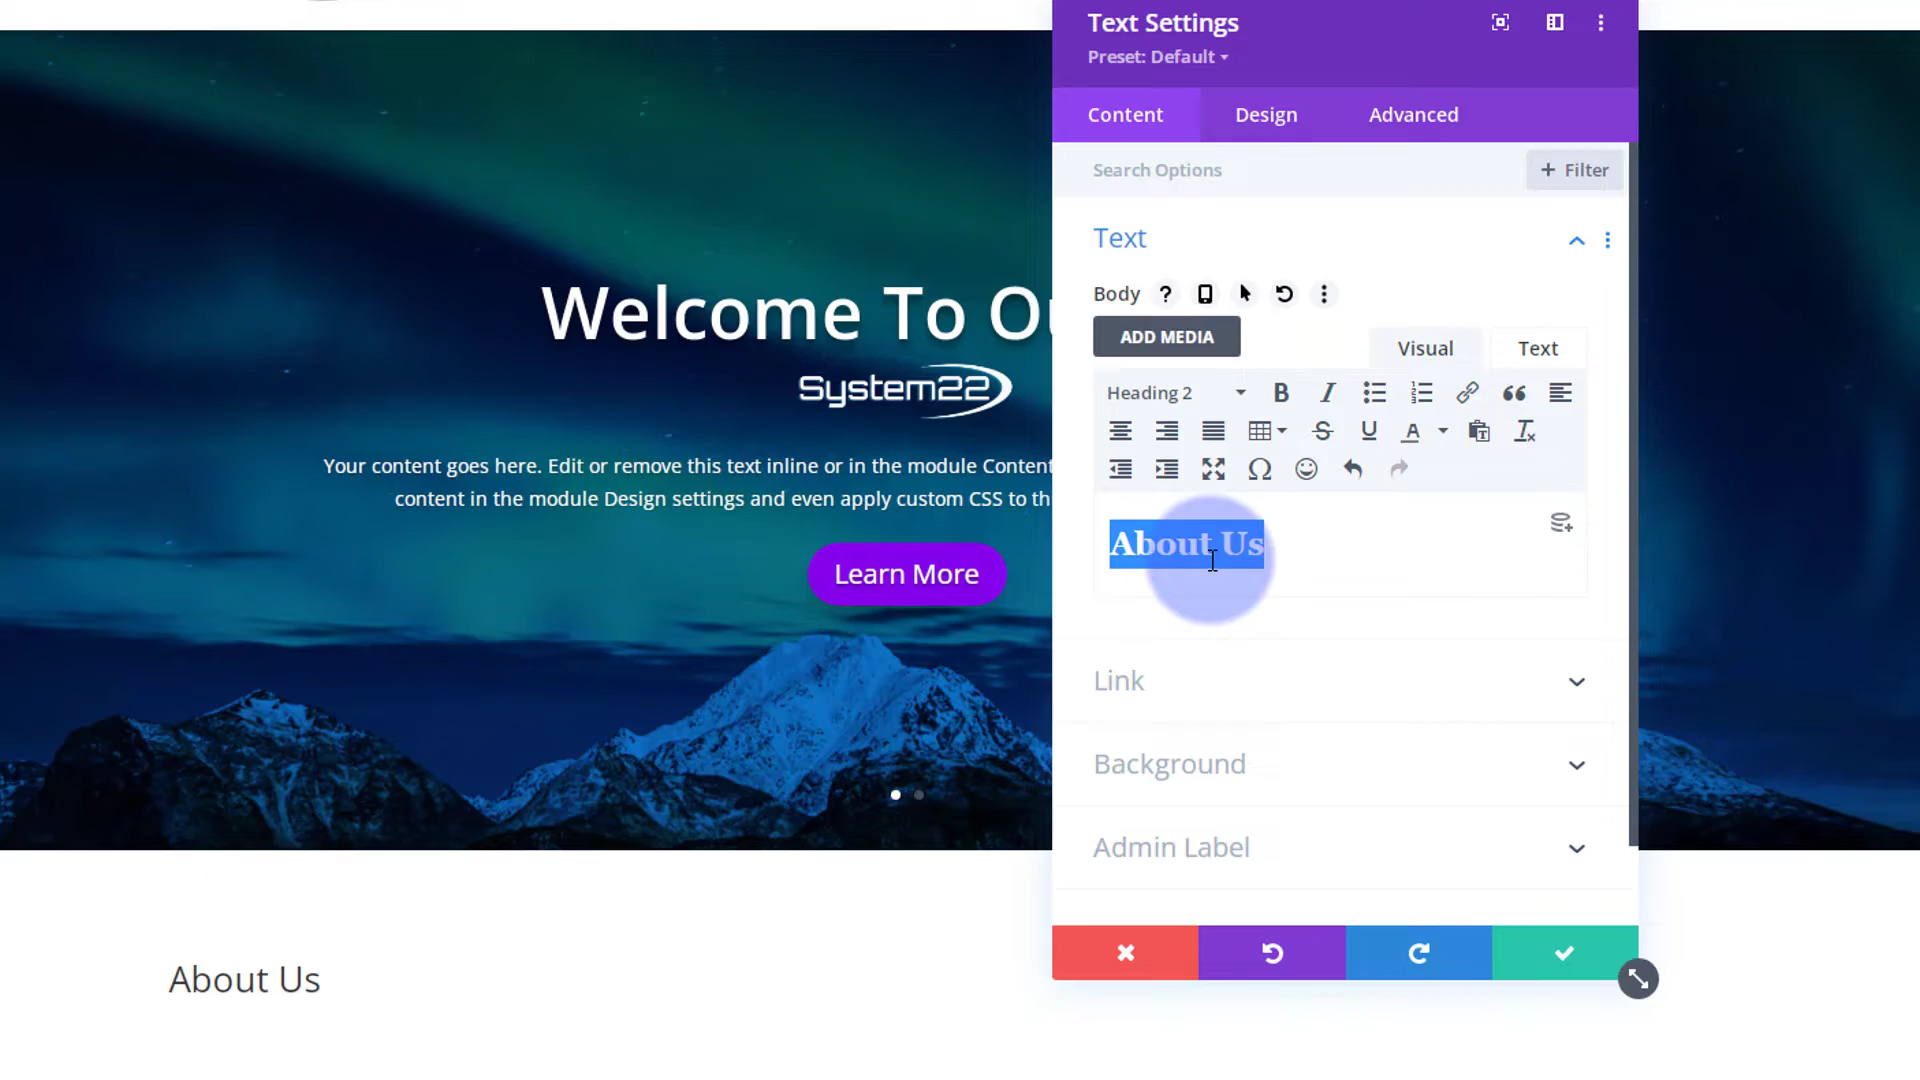 Text Settings
Preset: Default
Content Design Advanced
Search Options
+ Filter
Text
Body ?
ADD MEDIA
Visual Text
Heading 2 B I
A
About Us
Link
Background
Admin Label
Welcome To
System22
Your content goes here. Edit or remove this text inline or in the module Content
content in the module Design settings and even apply custom CSS to
Learn More
About Us